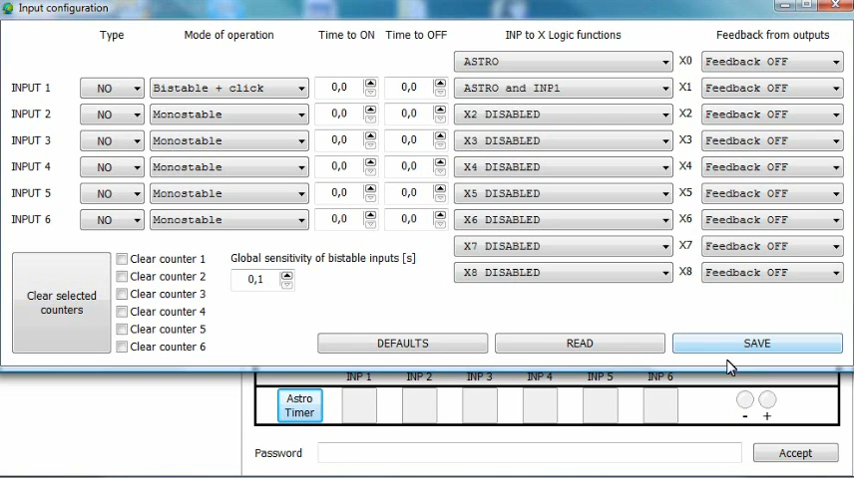 Input configuration
Type Mode of operation Time to ON Time to OFF INP to X Logic functions Feedback from outputs
ASTRO X0 Feedback OFF
INPUT 1 NO Bistable + click 0,0 0,0 ASTRO and INP1 X1 Feedback OFF
INPUT 2 NO Monostable 0,0 0,0 X2 DISABLED X2 Feedback OFF
INPUT 3 NO Monostable 0,0 0,0 X3 DISABLED X3 Feedback OFF
INPUT 4 NO Monostable 0,0 0,0 X4 DISABLED X4 Feedback OFF
INPUT 5 NO Monostable 0,0 0,0 X5 DISABLED X5 Feedback OFF
INPUT 6 NO Monostable 0,0 0,0 X6 DISABLED X6 Feedback OFF
X7 DISABLED X7 Feedback OFF
X8 DISABLED X8 Feedback OFF
Clear selected
counters
Clear counter 1
Clear counter 2
Clear counter 3
Clear counter 4
Clear counter 5
Clear counter 6
Global sensitivity of bistable inputs [s]
0,1
DEFAULTS READ SAVE
INP 1 INP 2 INP 3 INP 4 INP 5 INP 6
Astro
Timer
- +
Password Accept